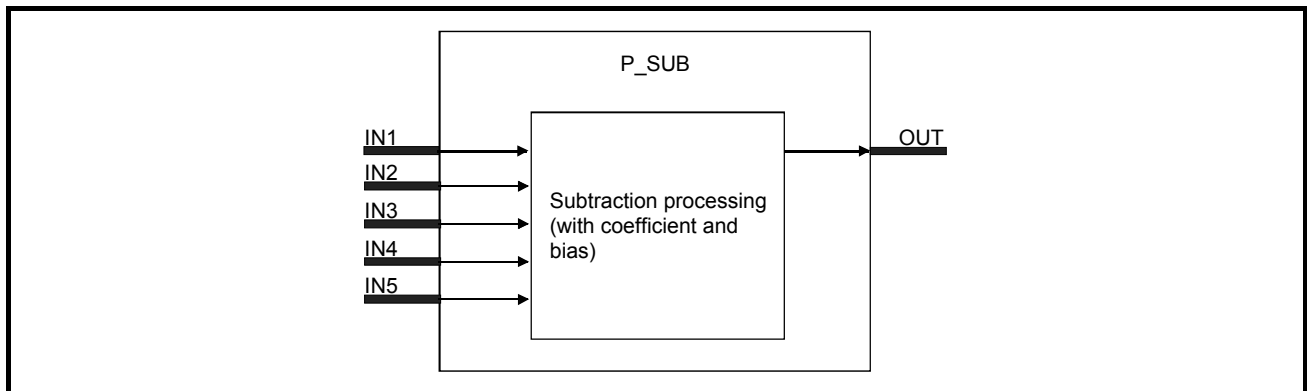 P_SUB
IN1
OUT
IN2
IN3
IN4
IN5
Subtraction processing
(with coefficient and
bias)